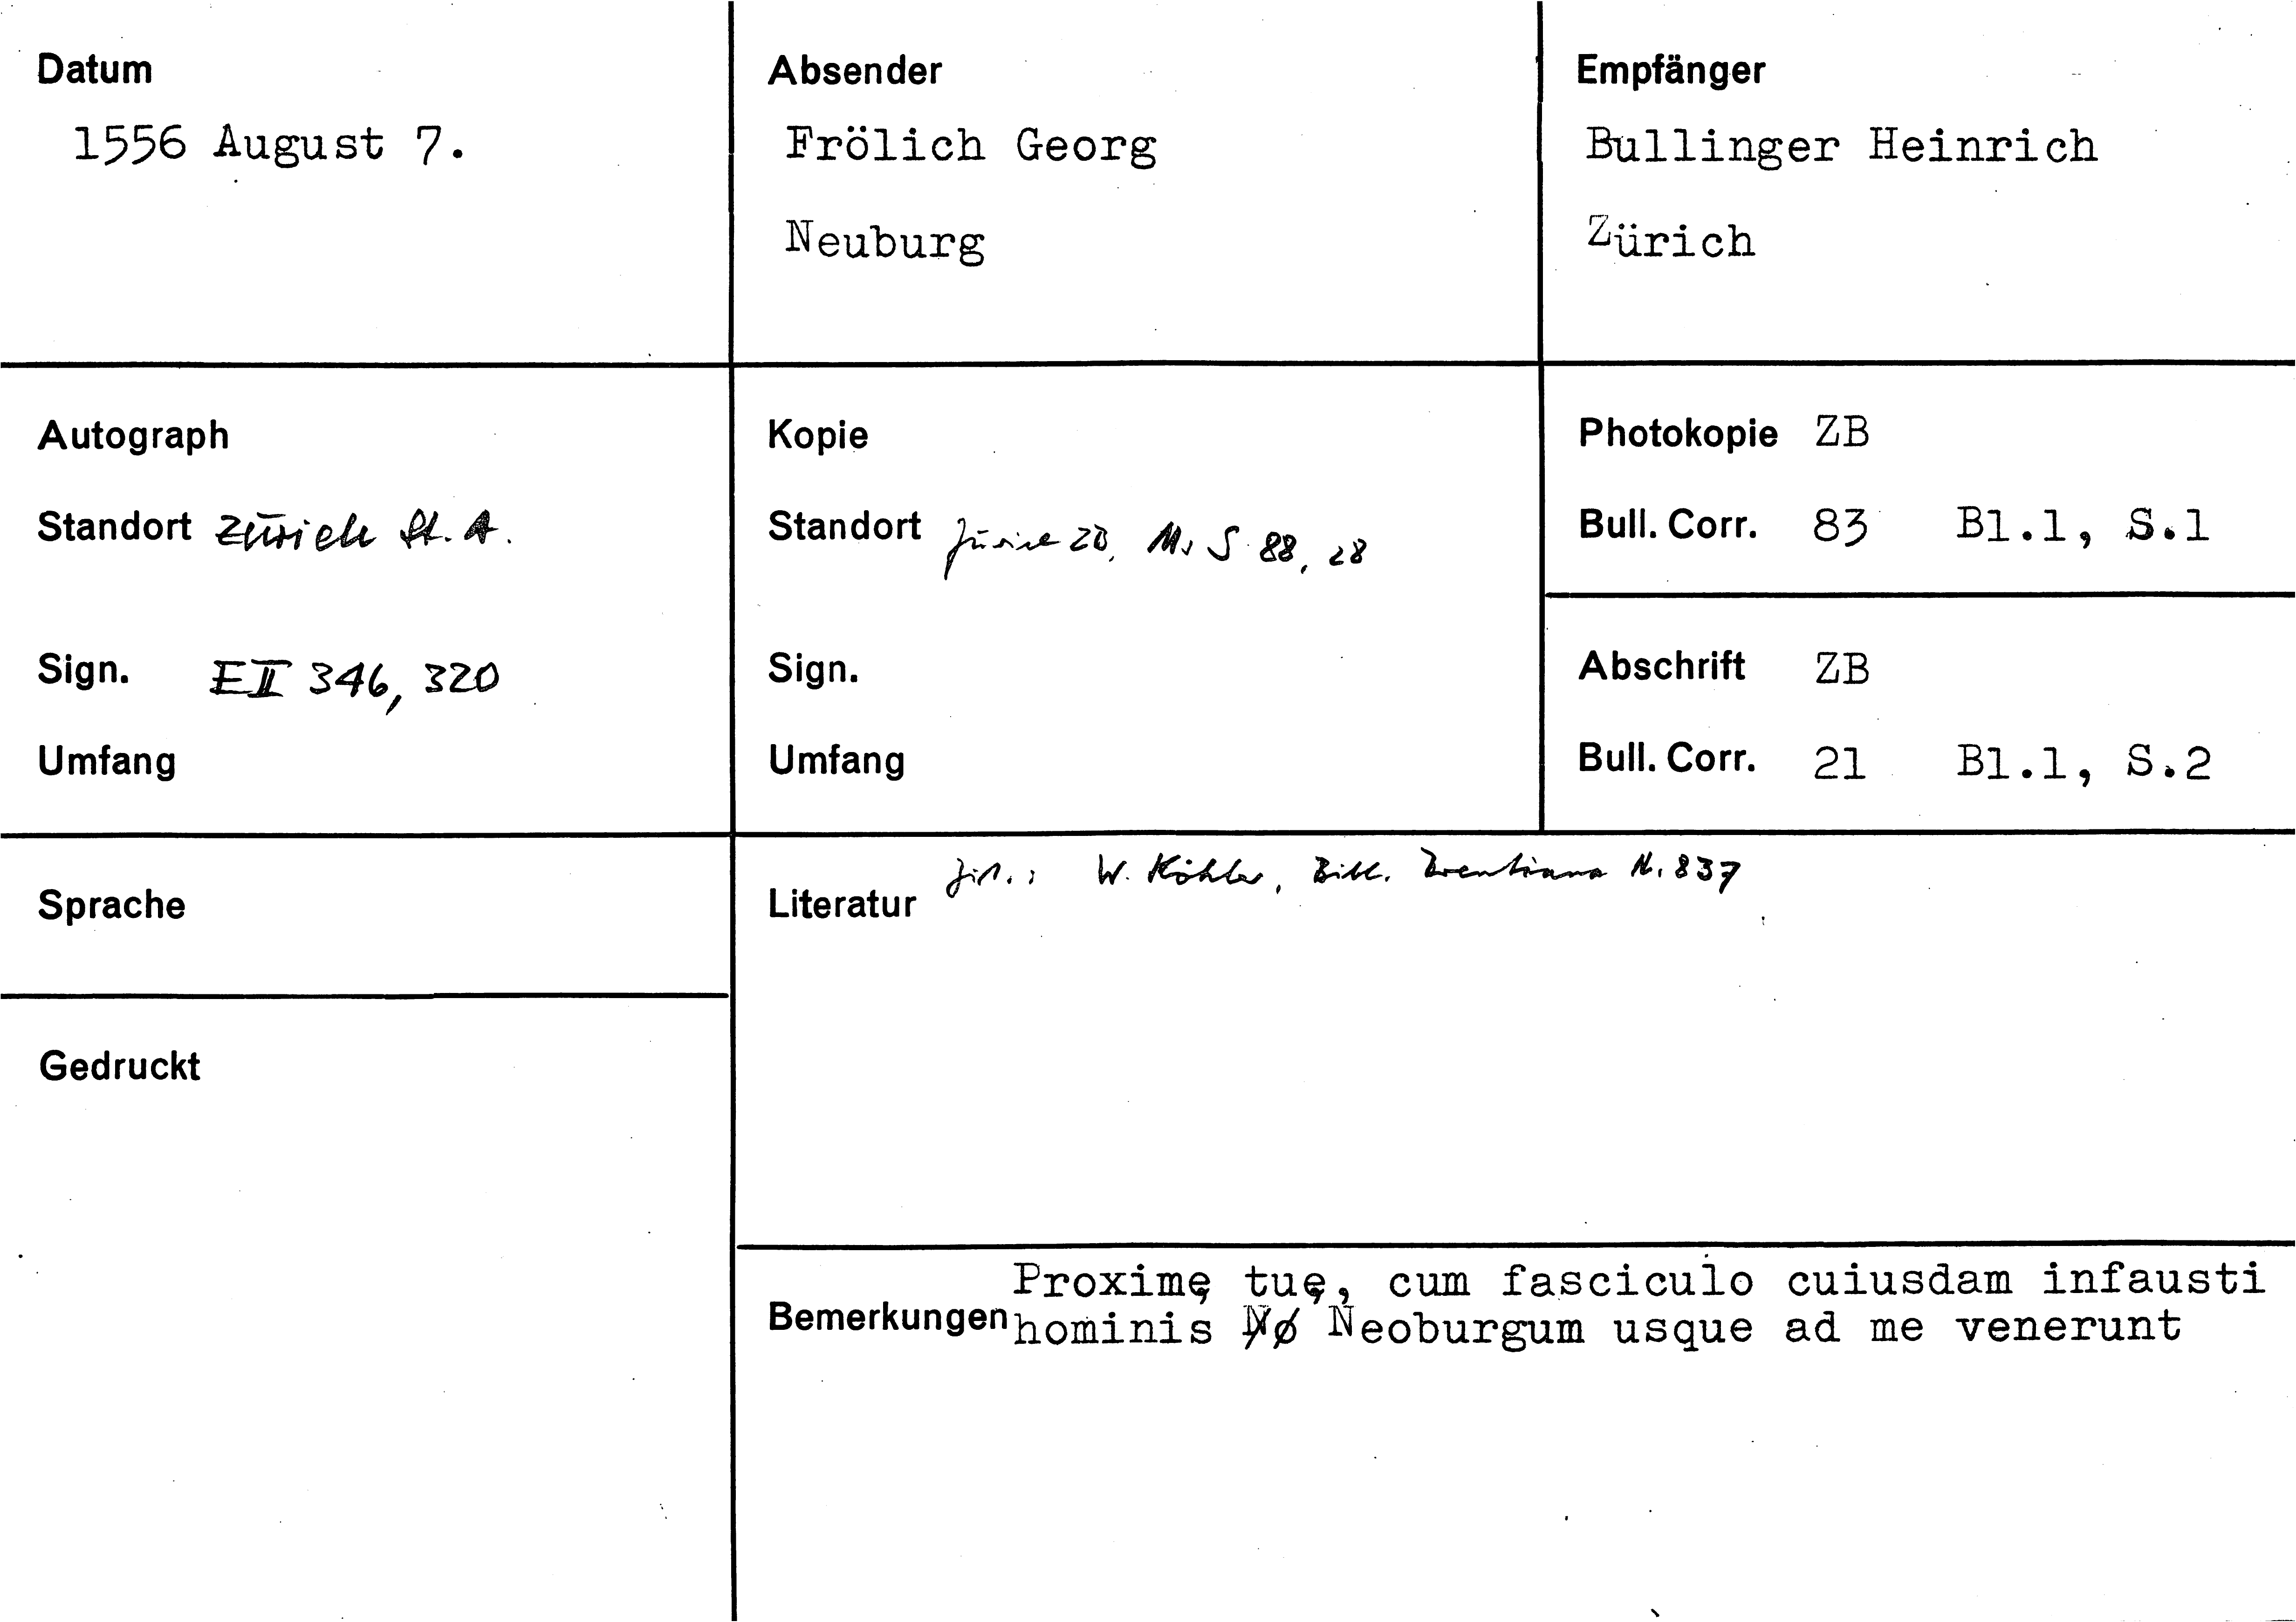 Datum
1556 August 7.
Absender
Frölich Georg
Neuburg
Empfänger
Bullinger Heinrich
Zürich
Autograph
Standort Zürich St. A.
Sign. EII 346, 320
Umfang
Kopie
Standort Zürich ZB, Ms S 88, 28
Sign.
Umfang
Photokopie ZB
Bull. Corr. 83 Bl.1, S.1
Abschrift ZB
Bull. Corr. 21 Bl.1, S.2
Sprache
Gedruckt
Literatur Zit.: W. Köhler, Bibl. Brentiana N. 837
Bemerkungen
Proximę tuę, cum fasciculo cuiusdam infausti
hominis Neoburgum usque ad me venerunt